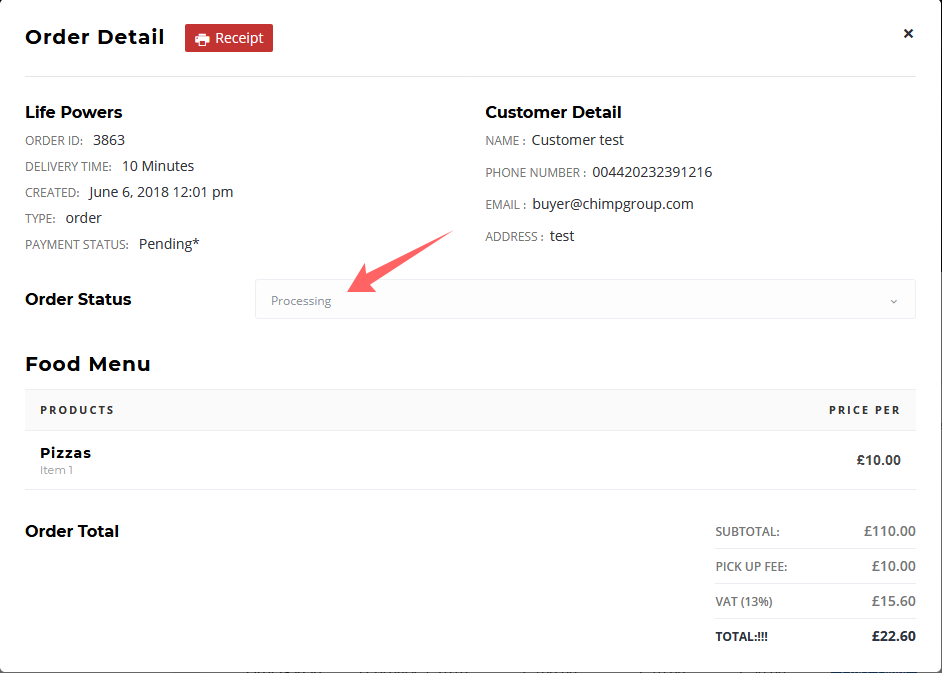 Order Detail
Receipt
×
Life Powers
ORDER ID: 3863
DELIVERY TIME: 10 Minutes
CREATED: June 6, 2018 12:01 pm
TYPE: order
PAYMENT STATUS: Pending*
Customer Detail
NAME : Customer test
PHONE NUMBER : 004420232391216
EMAIL : buyer@chimpgroup.com
ADDRESS : test
Order Status
Processing
Food Menu
PRODUCTS PRICE PER
Pizzas £10.00
Item 1
Order Total
SUBTOTAL: £110.00
PICK UP FEE: £10.00
VAT (13%) £15.60
TOTAL:!!! £22.60